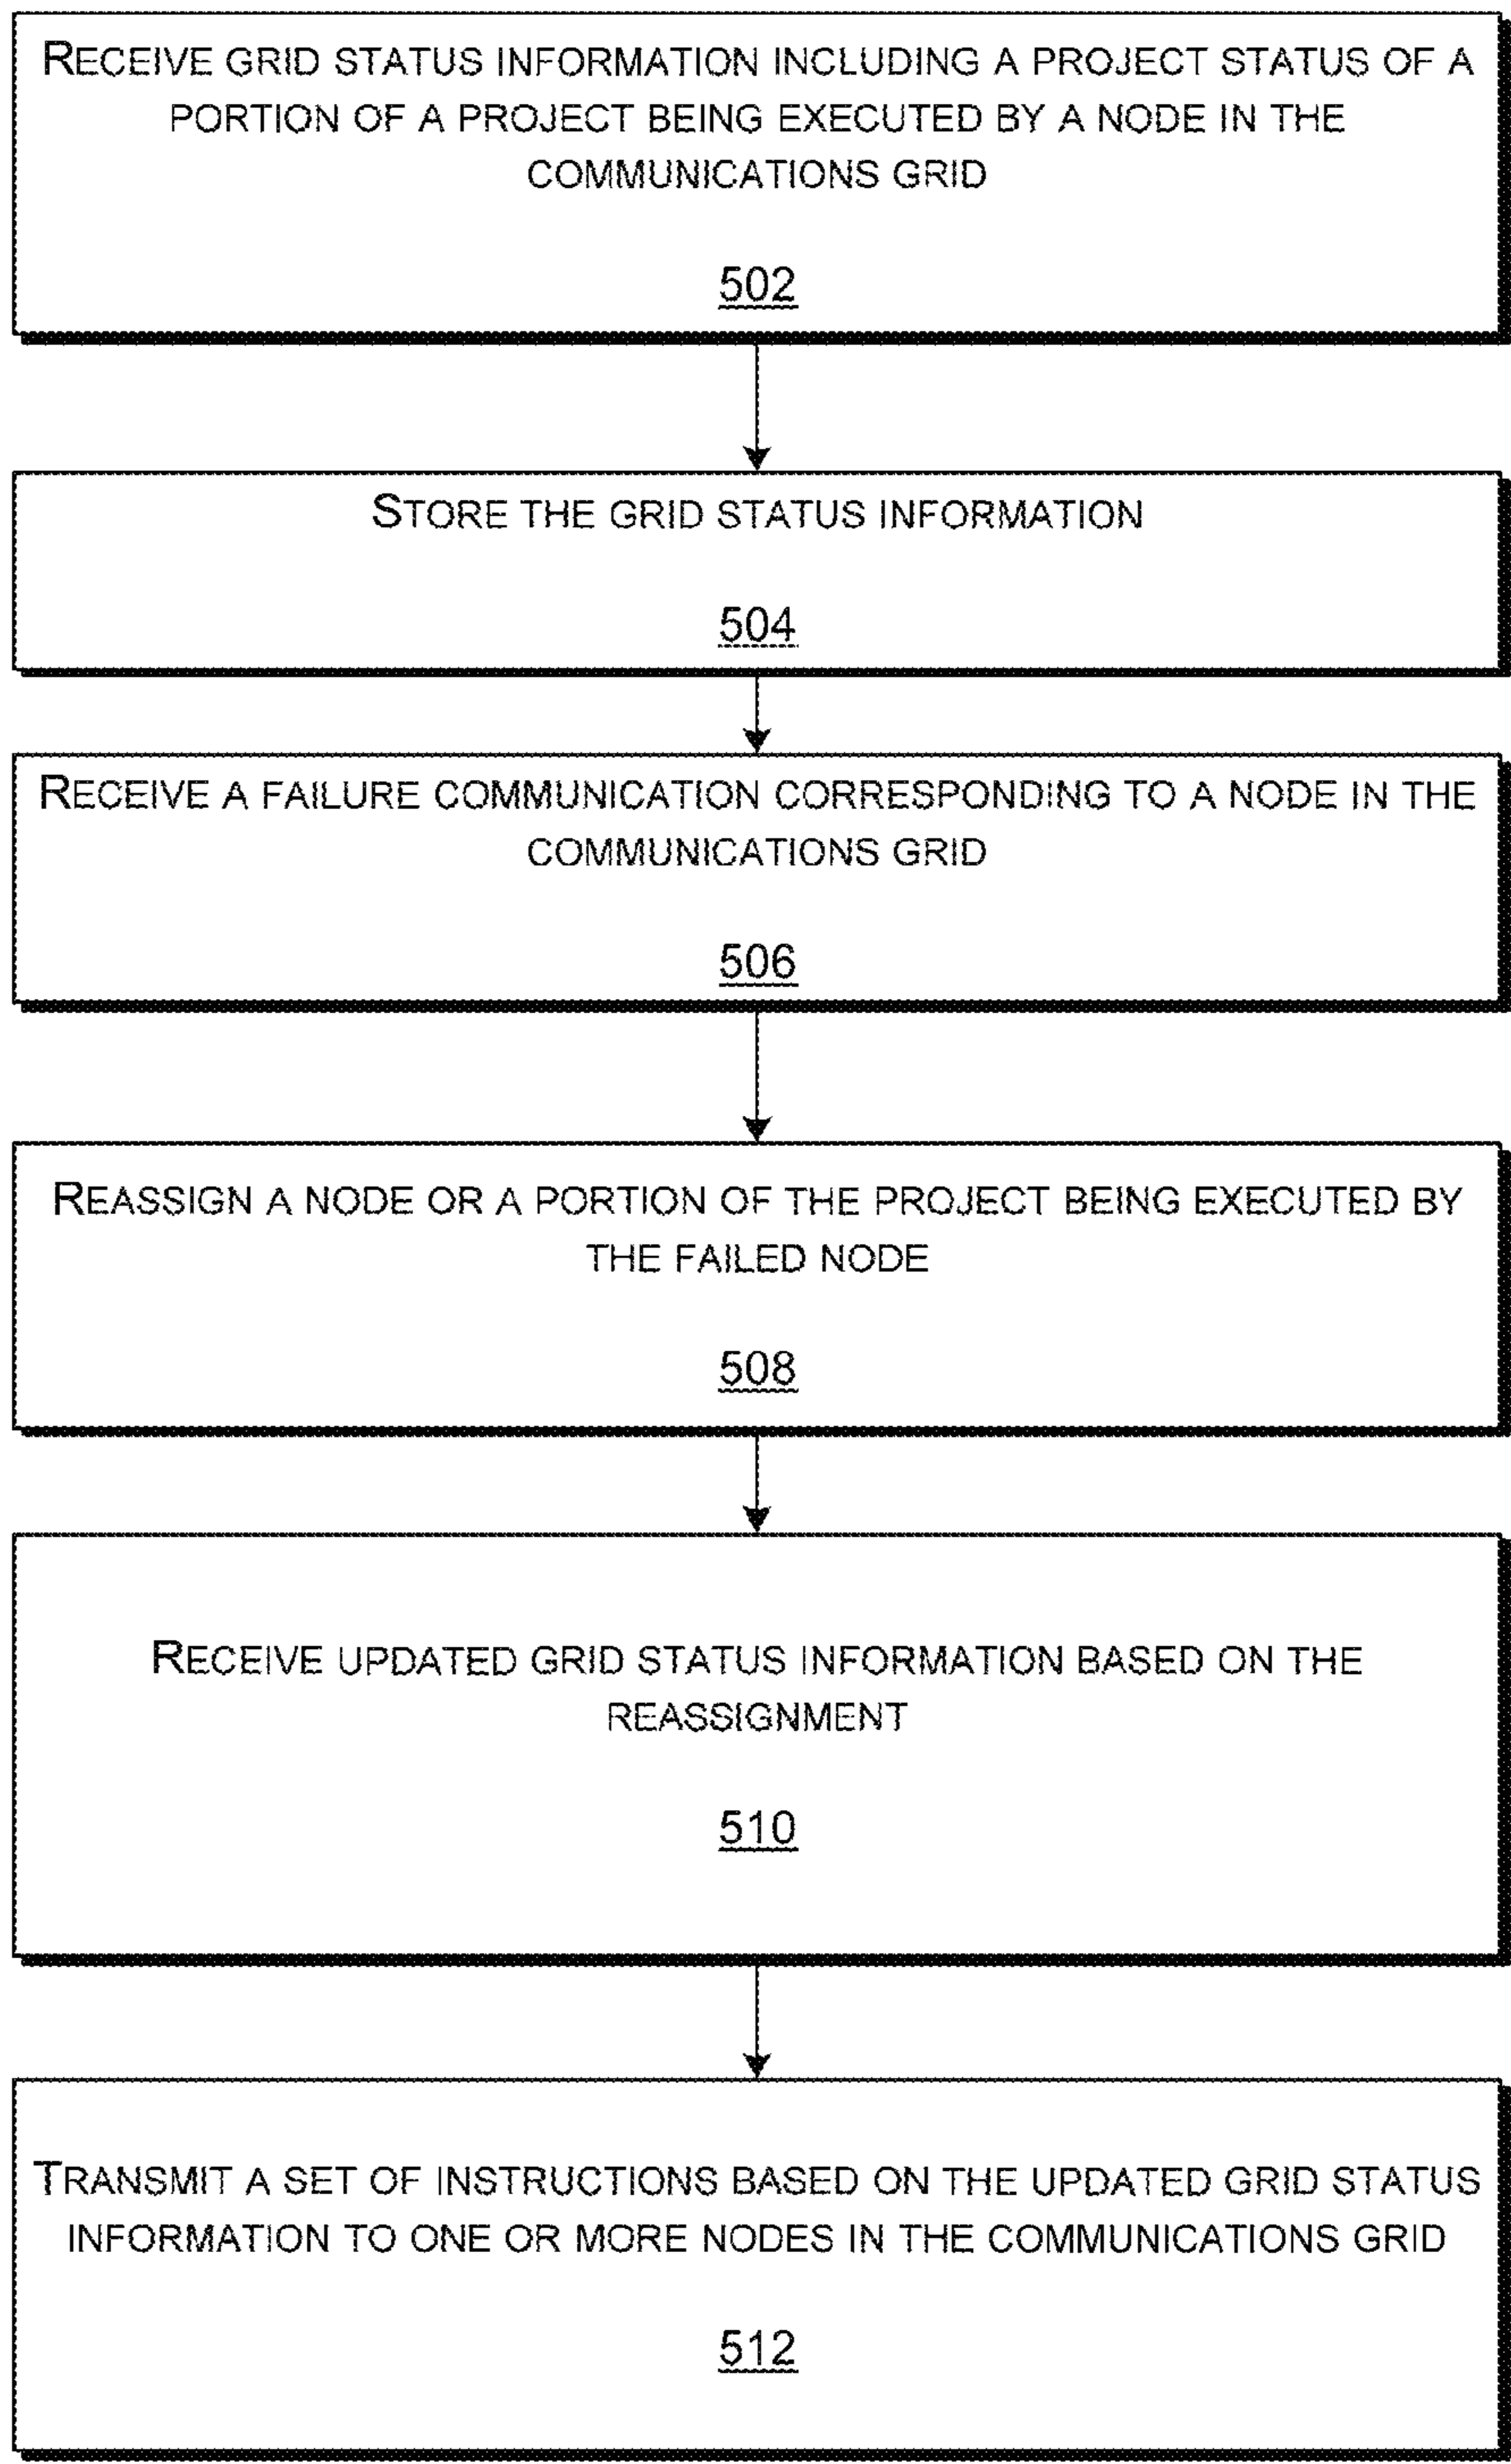 RECEIVE GRID STATUS INFORMATION INCLUDING A PROJECT STATUS OF A
PORTION OF A PROJECT BEING EXECUTED BY A NODE IN THE
COMMUNICATIONS GRID
502
STORE THE GRID STATUS INFORMATION
504
RECEIVE A FAILURE COMMUNICATION CORRESPONDING TO A NODE IN THE
COMMUNICATIONS GRID
506
REASSIGN A NODE OR A PORTION OF THE PROJECT BEING EXECUTED BY
THE FAILED NODE
508
RECEIVE UPDATED GRID STATUS INFORMATION BASED ON THE
REASSIGNMENT
510
TRANSMIT A SET OF INSTRUCTIONS BASED ON THE UPDATED GRID STATUS
INFORMATION TO ONE OR MORE NODES IN THE COMMUNICATIONS GRID
512